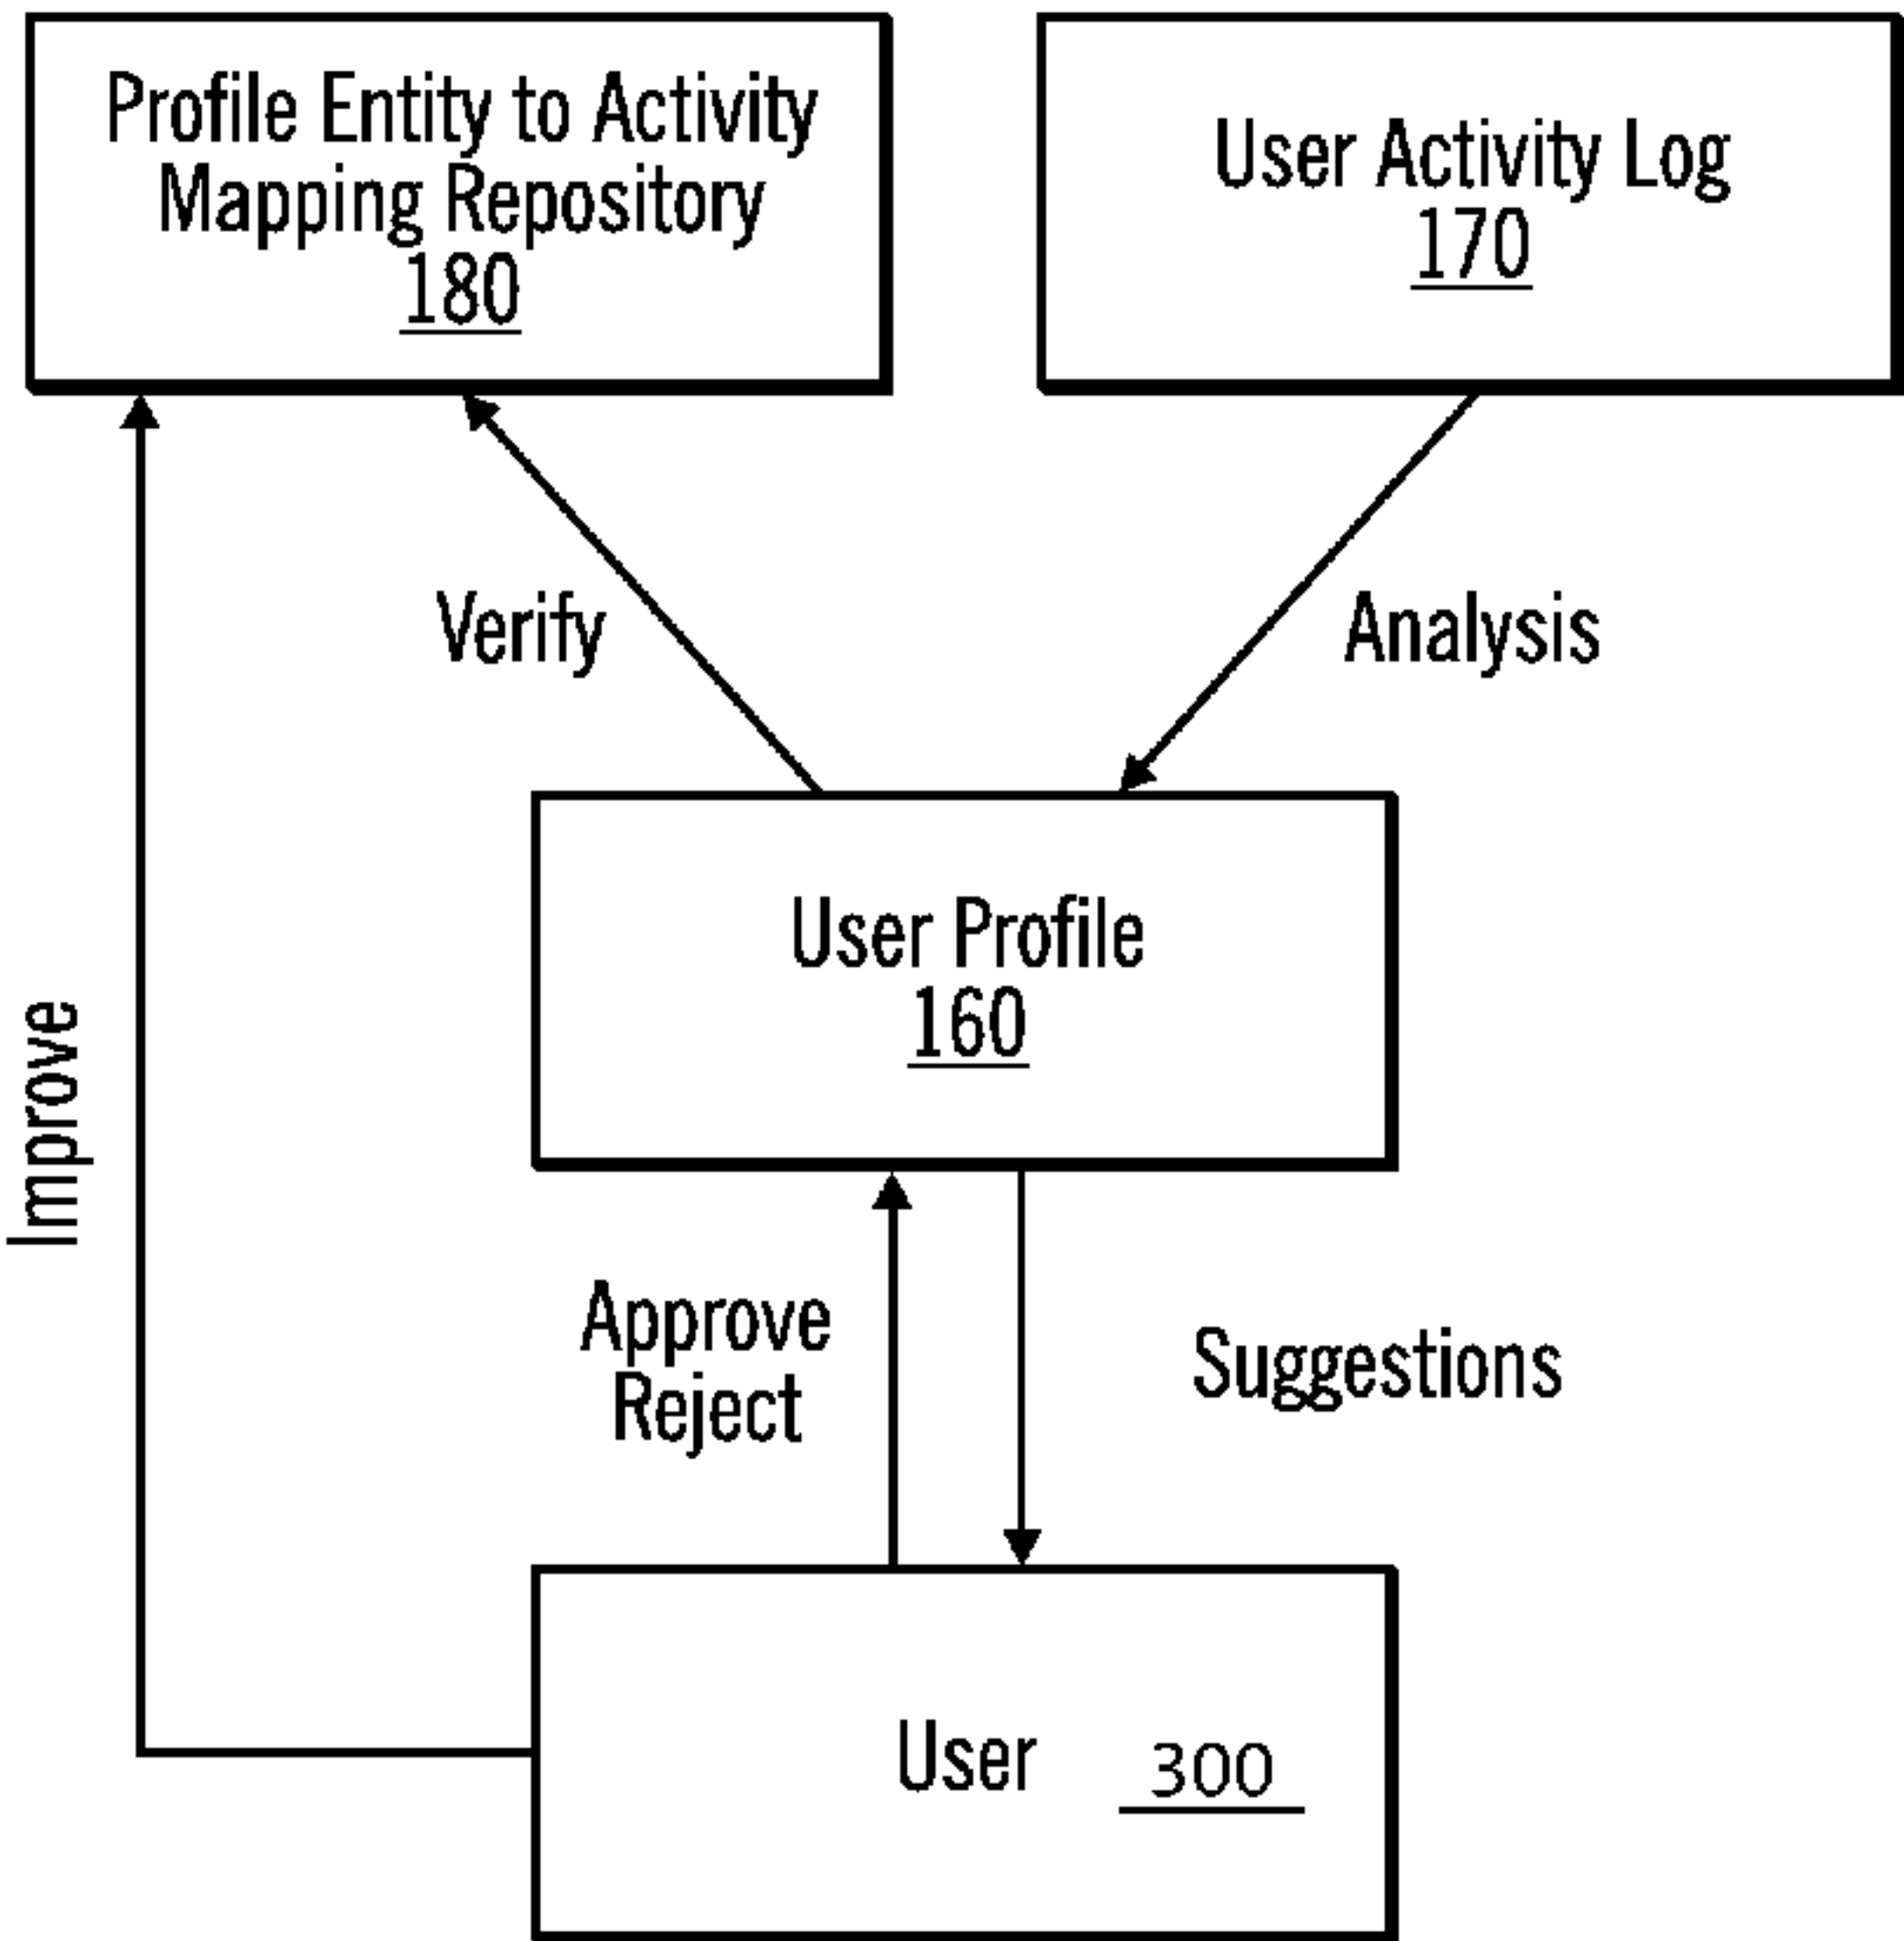 Profile Entity to Activity
Mapping Repository
180
User Activity Log
170
Verify
Analysis
User Profile
160
Improve
Approve
Reject
Suggestions
User 300